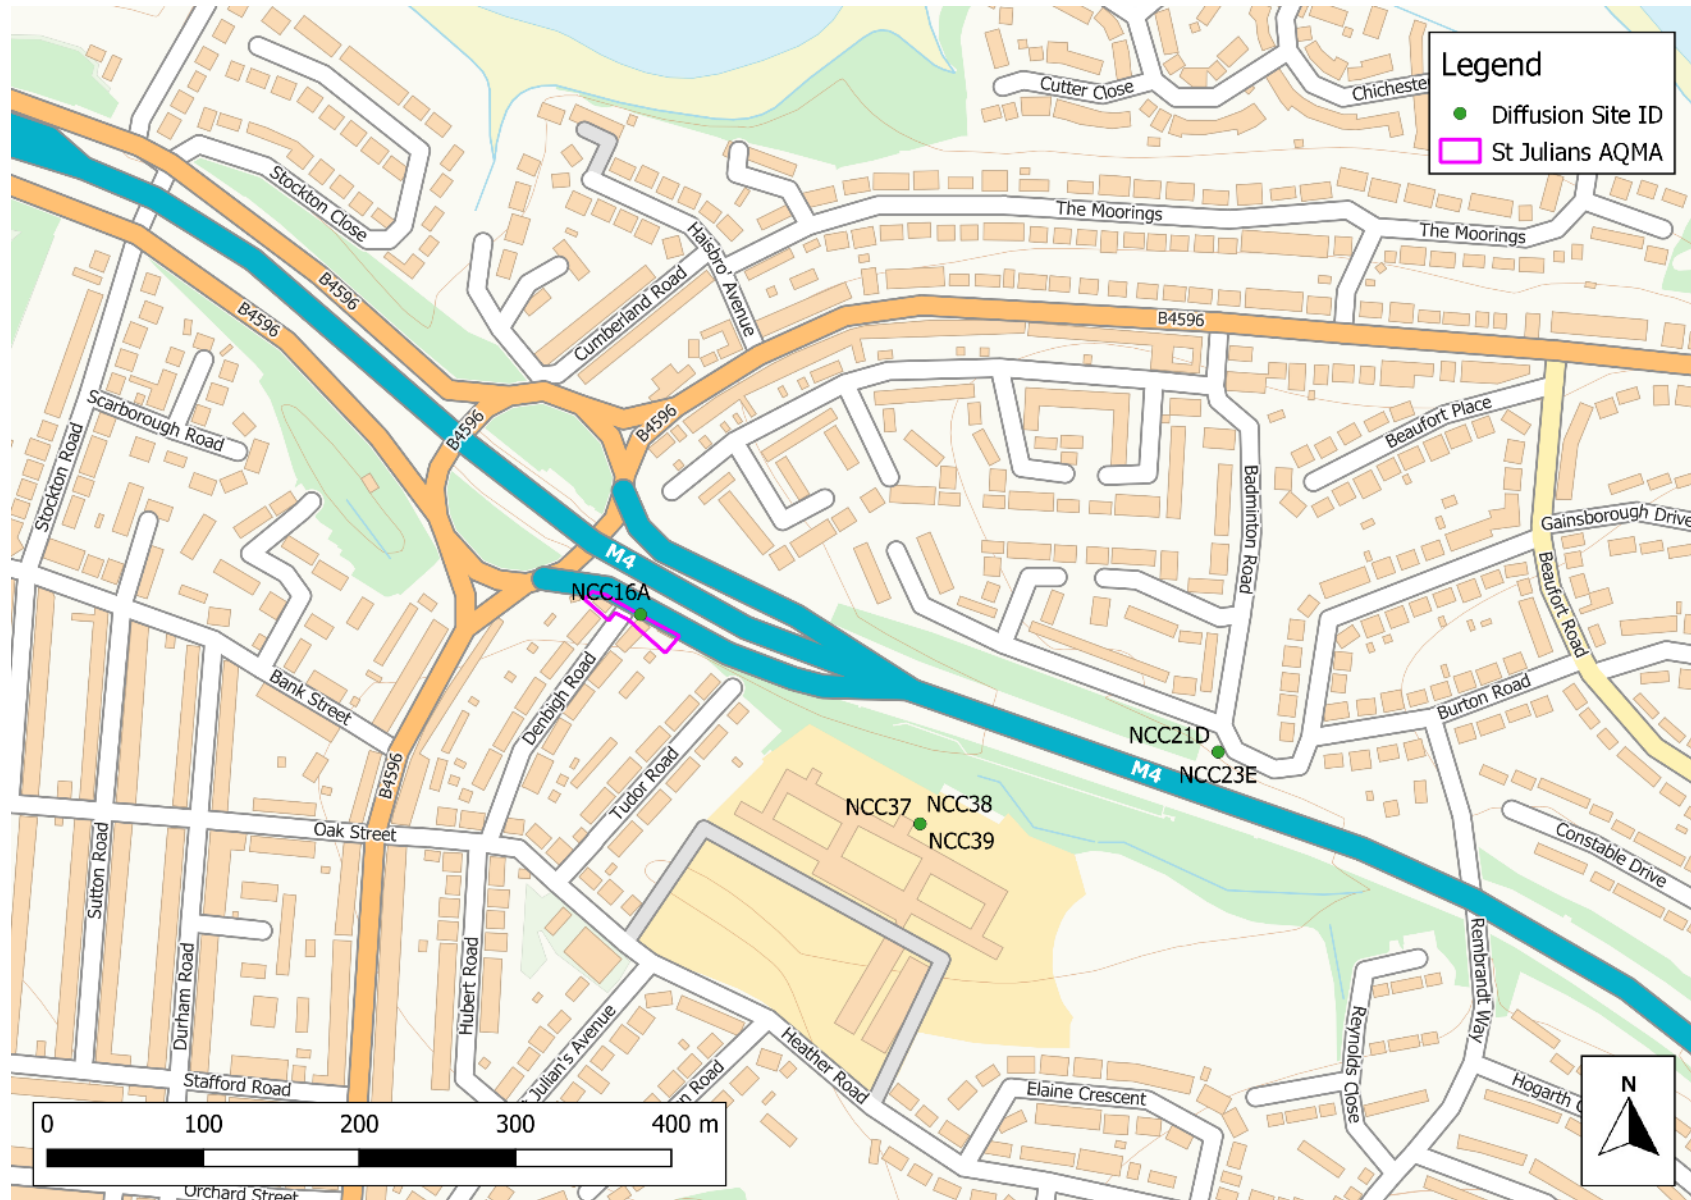 Legend
Diffusion Site ID
St Julians AQMA
Cutter Close
Chichester
Stockton Close
The Moorings
The Moorings
Haisbro' Avenue
Cumberland Road
B4596
B4596
B4596
B4596
B4596
Scarborough Road
Stockton Road
Beaufort Place
Badminton Road
Gainsborough Drive
Beaufort Road
M4
NCC16A
Bank Street
Denbigh Road
Burton Road
NCC21D
NCC23E
M4
B4596
Tudor Road
NCC37
NCC38
NCC39
Oak Street
Constable Drive
Sutton Road
Durham Road
Hubert Road
Rembrandt Way
Reynolds Close
Julian's Avenue
Heather Road
n Road
Stafford Road
Elaine Crescent
Hogarth
N
0 100 200 300 400 m
Orchard Street